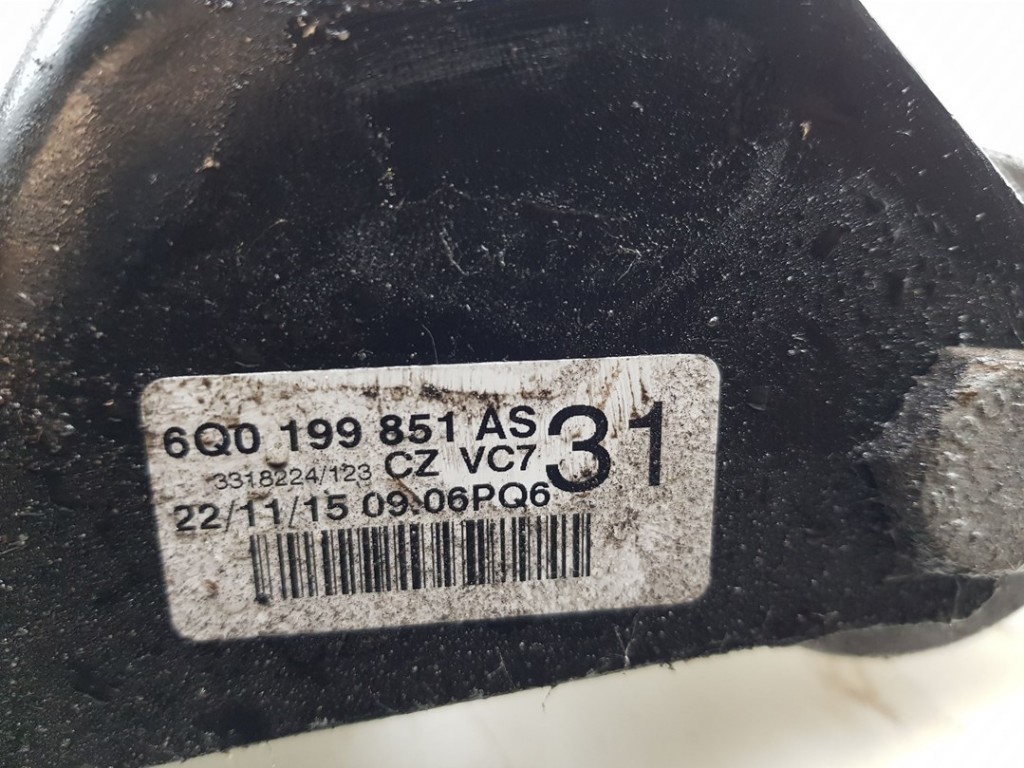 6Q0 199 851 AS 31
3318224/123 CZ VC7
22/11/15 09.06PQ6